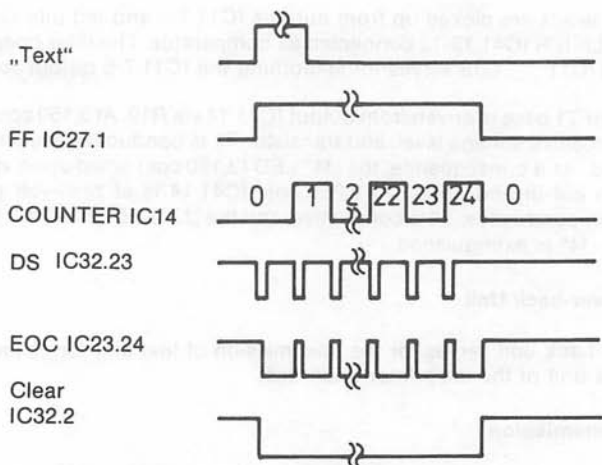 „Text“
FF IC27.1
0 1 2 22 23 24 0
COUNTER IC14
DS IC32.23
EOC IC23.24
Clear
IC32.2